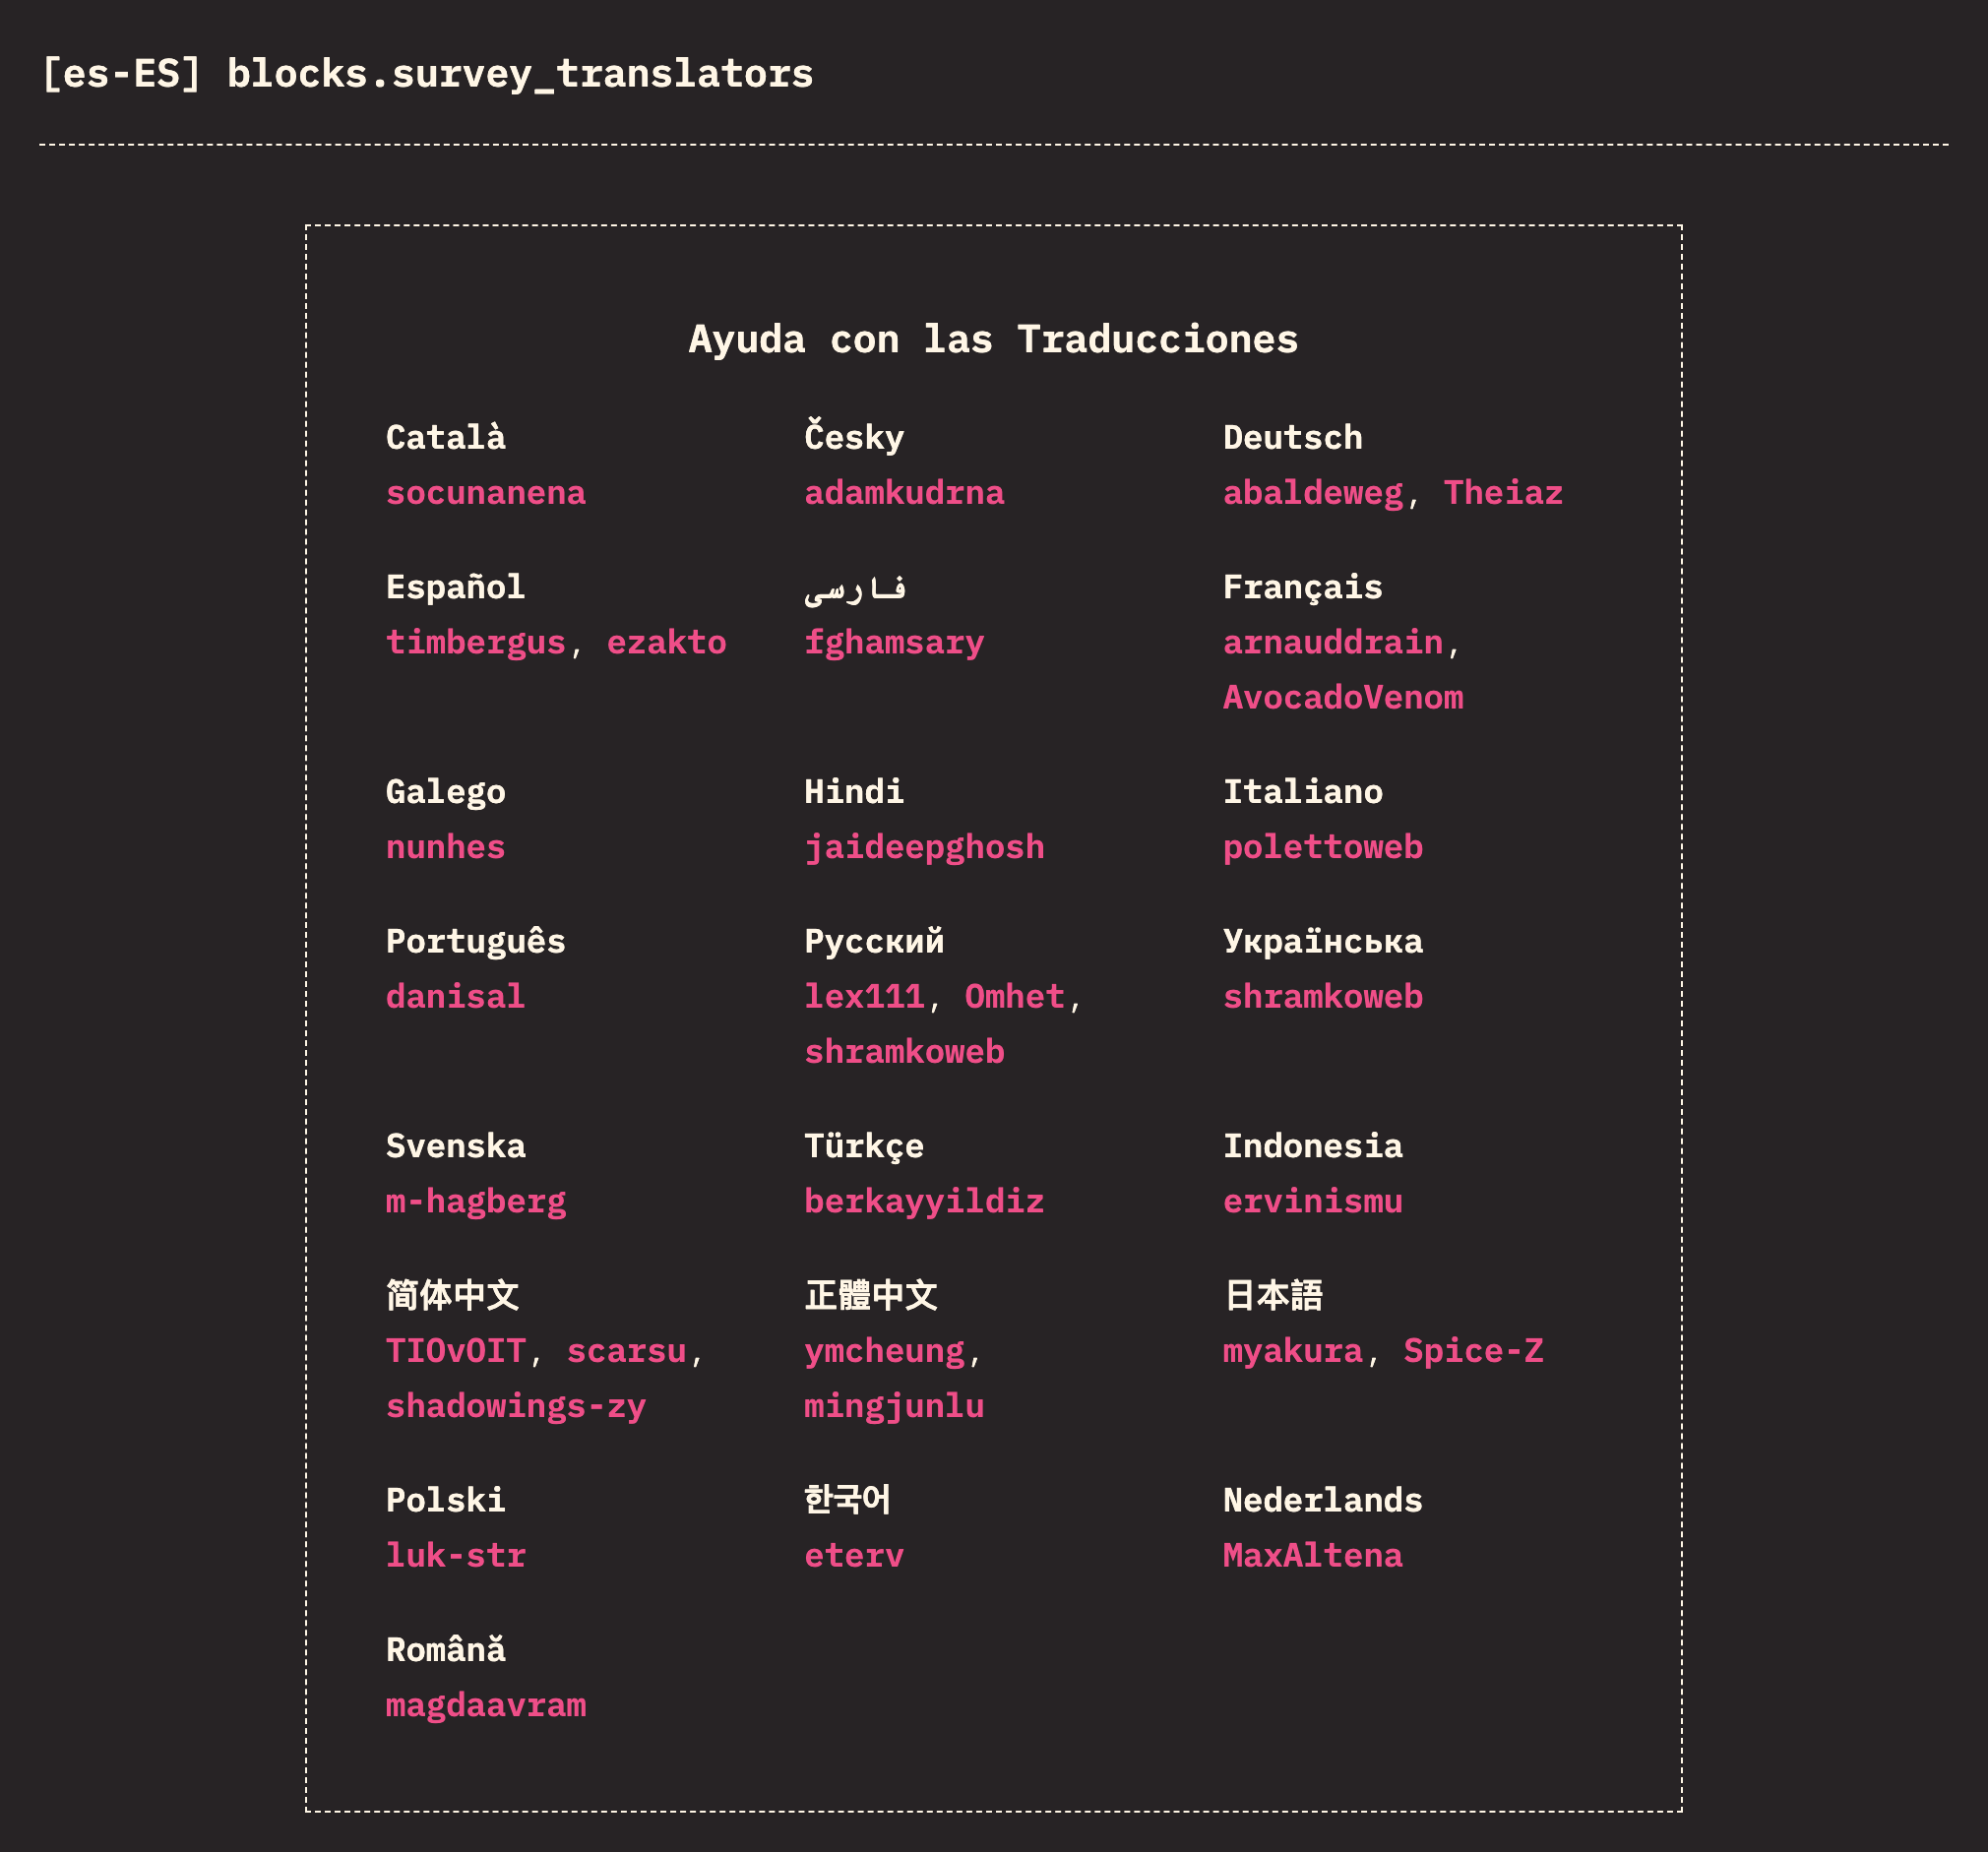 [es-ES] blocks.survey_translators
Ayuda con las Traducciones
Català
socunanena
Česky
adamkudrna
Deutsch
abaldeweg, Theiaz
Español
timbergus, ezakto
فارسی
fghamsary
Français
arnauddrain,
AvocadoVenom
Galego
nunhes
Hindi
jaideepghosh
Italiano
polettoweb
Português
danisal
Русский
lex111, Omhet,
shramkoweb
Українська
shramkoweb
Svenska
m-hagberg
Türkçe
berkayyildiz
Indonesia
ervinismu
简体中文
TIOvOIT, scarsu,
shadowings-zy
正體中文
ymcheung,
mingjunlu
日本語
myakura, Spice-Z
Polski
luk-str
한국어
eterv
Nederlands
MaxAltena
Română
magdaavram